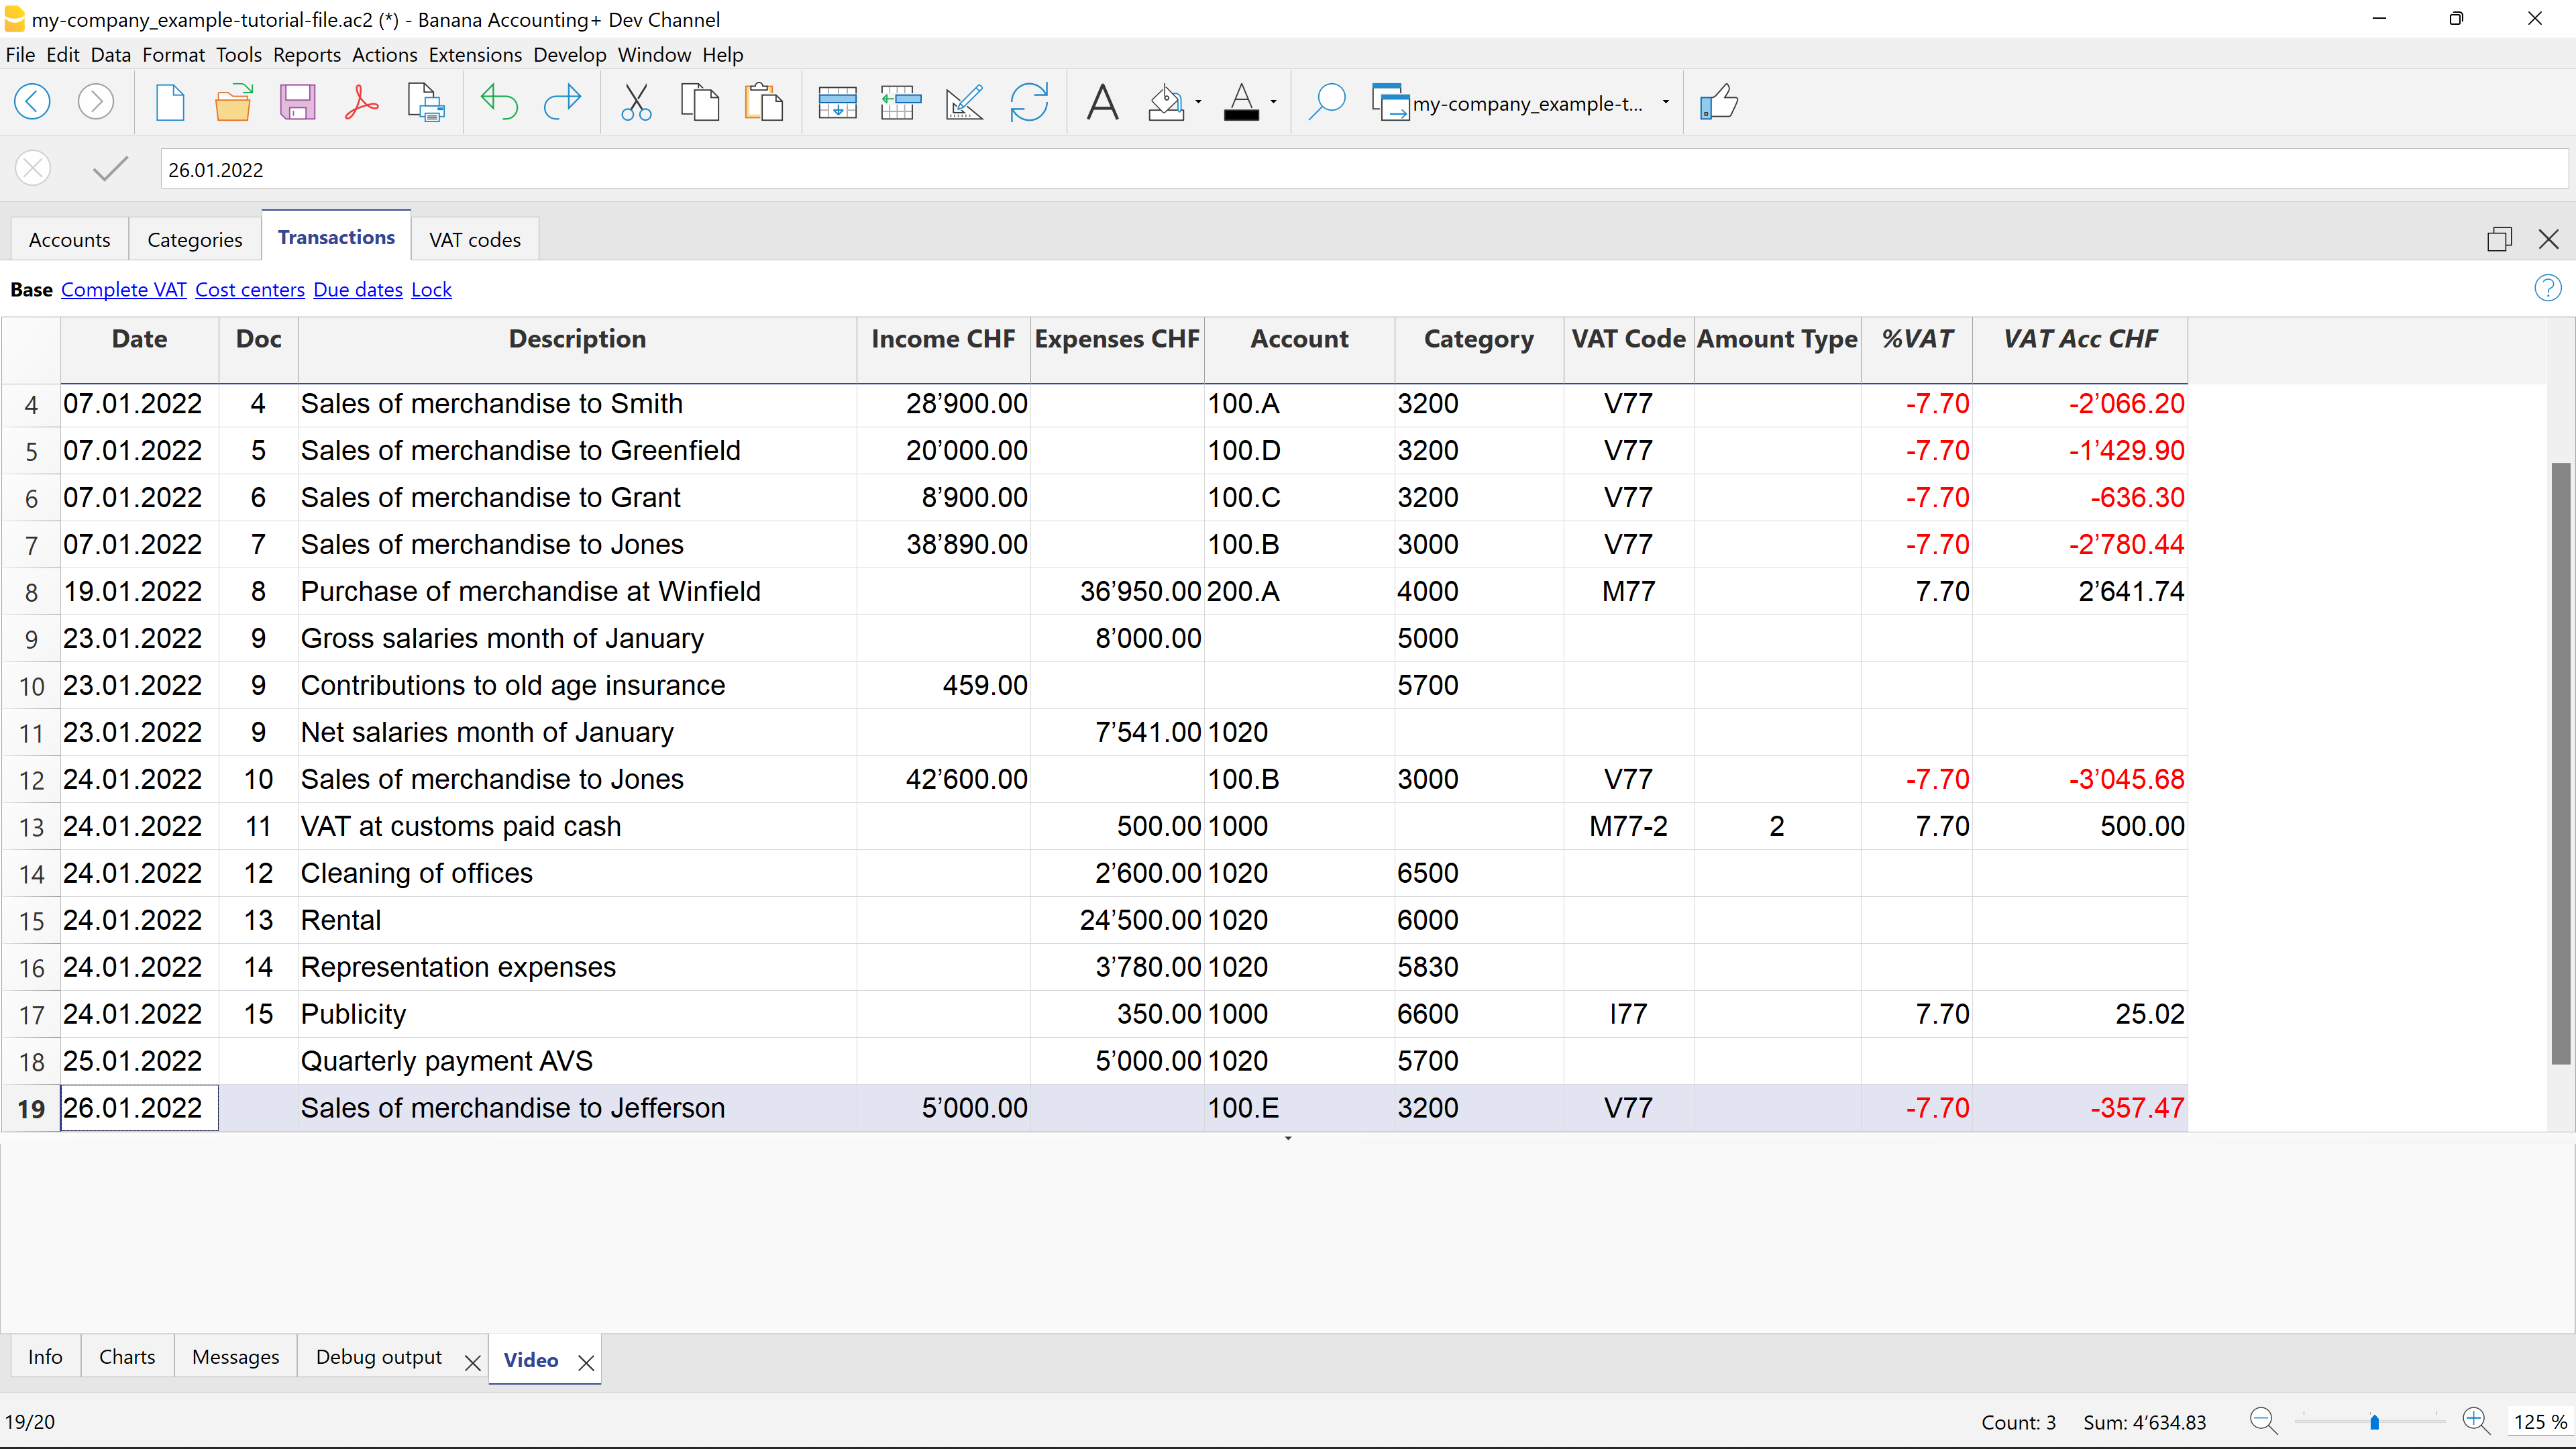 my-company_example-tutorial-file.ac2 (*) - Banana Accounting+ Dev Channel
File Edit Data Format Tools Reports Actions Extensions Develop Window Help
my-company_example-t...
26.01.2022
Accounts Categories Transactions VAT codes
Base Complete VAT Cost centers Due dates Lock
Date Doc Description Income CHF Expenses CHF Account Category VAT Code Amount Type %VAT VAT Acc CHF
4 07.01.2022 4 Sales of merchandise to Smith 28’900.00 100.A 3200 V77 -7.70 -2’066.20
5 07.01.2022 5 Sales of merchandise to Greenfield 20’000.00 100.D 3200 V77 -7.70 -1’429.90
6 07.01.2022 6 Sales of merchandise to Grant 8’900.00 100.C 3200 V77 -7.70 -636.30
7 07.01.2022 7 Sales of merchandise to Jones 38’890.00 100.B 3000 V77 -7.70 -2’780.44
8 19.01.2022 8 Purchase of merchandise at Winfield 36’950.00 200.A 4000 M77 7.70 2’641.74
9 23.01.2022 9 Gross salaries month of January 8’000.00 5000
10 23.01.2022 9 Contributions to old age insurance 459.00 5700
11 23.01.2022 9 Net salaries month of January 7’541.00 1020
12 24.01.2022 10 Sales of merchandise to Jones 42’600.00 100.B 3000 V77 -7.70 -3’045.68
13 24.01.2022 11 VAT at customs paid cash 500.00 1000 M77-2 2 7.70 500.00
14 24.01.2022 12 Cleaning of offices 2’600.00 1020 6500
15 24.01.2022 13 Rental 24’500.00 1020 6000
16 24.01.2022 14 Representation expenses 3’780.00 1020 5830
17 24.01.2022 15 Publicity 350.00 1000 6600 I77 7.70 25.02
18 25.01.2022 Quarterly payment AVS 5’000.00 1020 5700
19 26.01.2022 Sales of merchandise to Jefferson 5’000.00 100.E 3200 V77 -7.70 -357.47
Info Charts Messages Debug output Video
19/20 Count: 3 Sum: 4’634.83 125 %